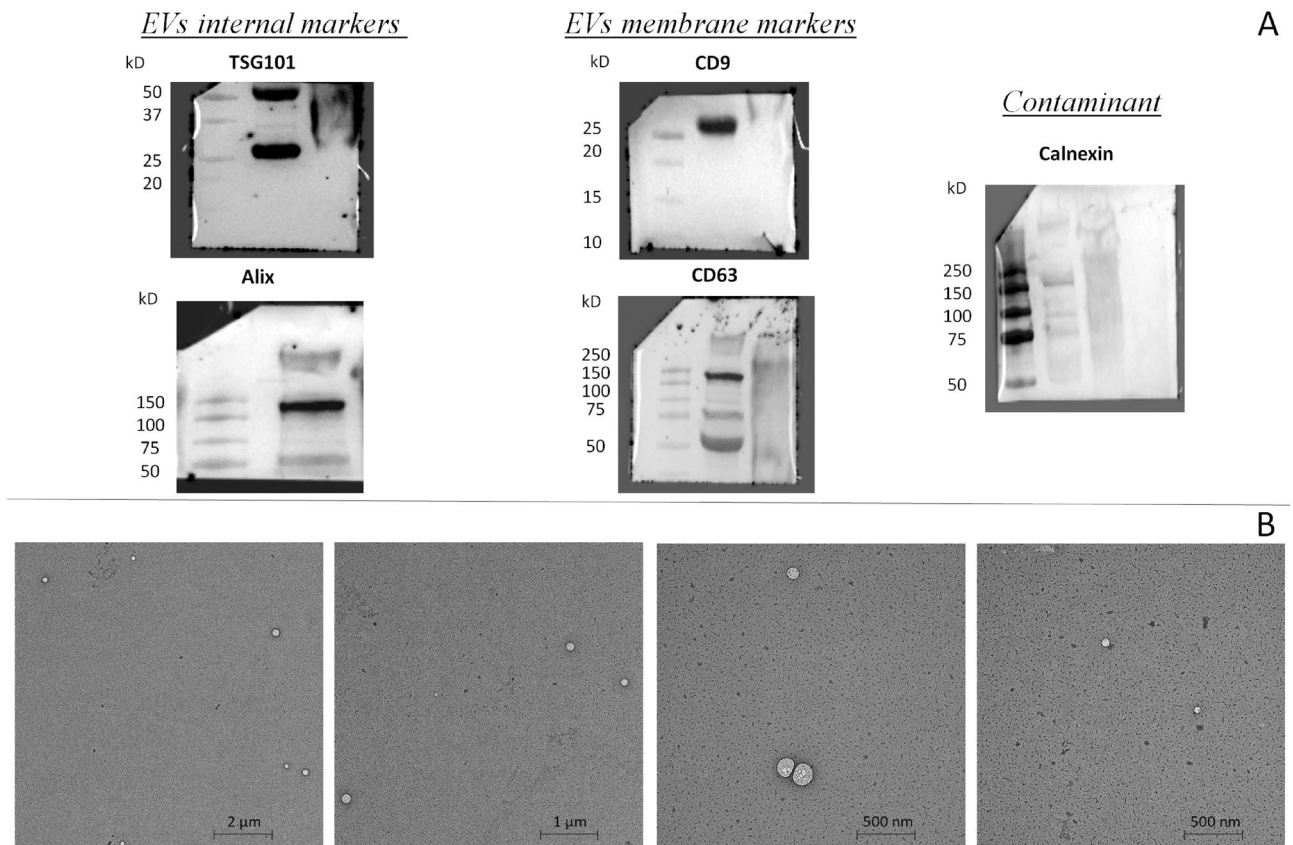 EVs internal markers
EVs membrane markers
A
kD
TSG101
50
37
25
20
kD
CD9
25
20
15
10
Contaminant
Calnexin
kD
250
150
100
75
50
kD
Alix
150
100
75
50
kD
CD63
250
150
100
75
50
B
2 µm
1 µm
500 nm
500 nm